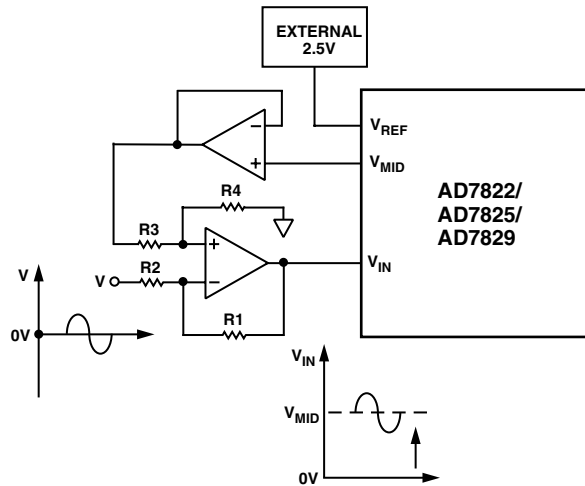 EXTERNAL
2.5V
VREF
VMID
AD7822/
AD7825/
AD7829
R4
R3
V
R2
VIN
R1
V
0V
VIN
VMID
0V